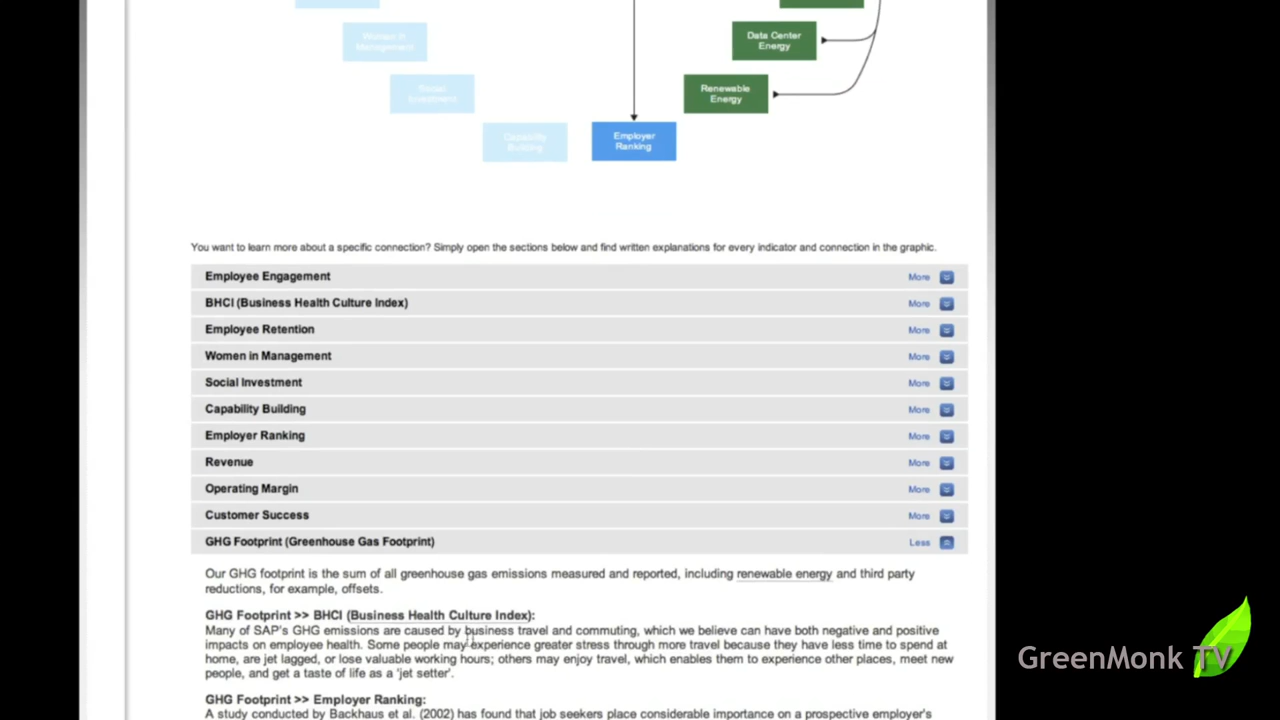 Data Center
Energy
Women in
Management
Renewable
Energy
Social
Investment
Employer
Ranking
Capability
Building
You want to learn more about a specific connection? Simply open the sections below and find written explanations for every indicator and connection in the graphic.
Employee Engagement More
BHCI (Business Health Culture Index) More
Employee Retention More
Women in Management More
Social Investment More
Capability Building More
Employer Ranking More
Revenue More
Operating Margin More
Customer Success More
GHG Footprint (Greenhouse Gas Footprint) Less
Our GHG footprint is the sum of all greenhouse gas emissions measured and reported, including renewable energy and third party
reductions, for example, offsets.
GHG Footprint >> BHCI (Business Health Culture Index):
Many of SAP's GHG emissions are caused by business travel and commuting, which we believe can have both negative and positive
impacts on employee health. Some people may experience greater stress through more travel because they have less time to spend at
home, are jet lagged, or lose valuable working hours; others may enjoy travel, which enables them to experience other places, meet new
people, and get a taste of life as a 'jet setter'.
GHG Footprint >> Employer Ranking:
A study conducted by Backhaus et al. (2002) has found that job seekers place considerable importance on a prospective employer's
GreenMonk TV